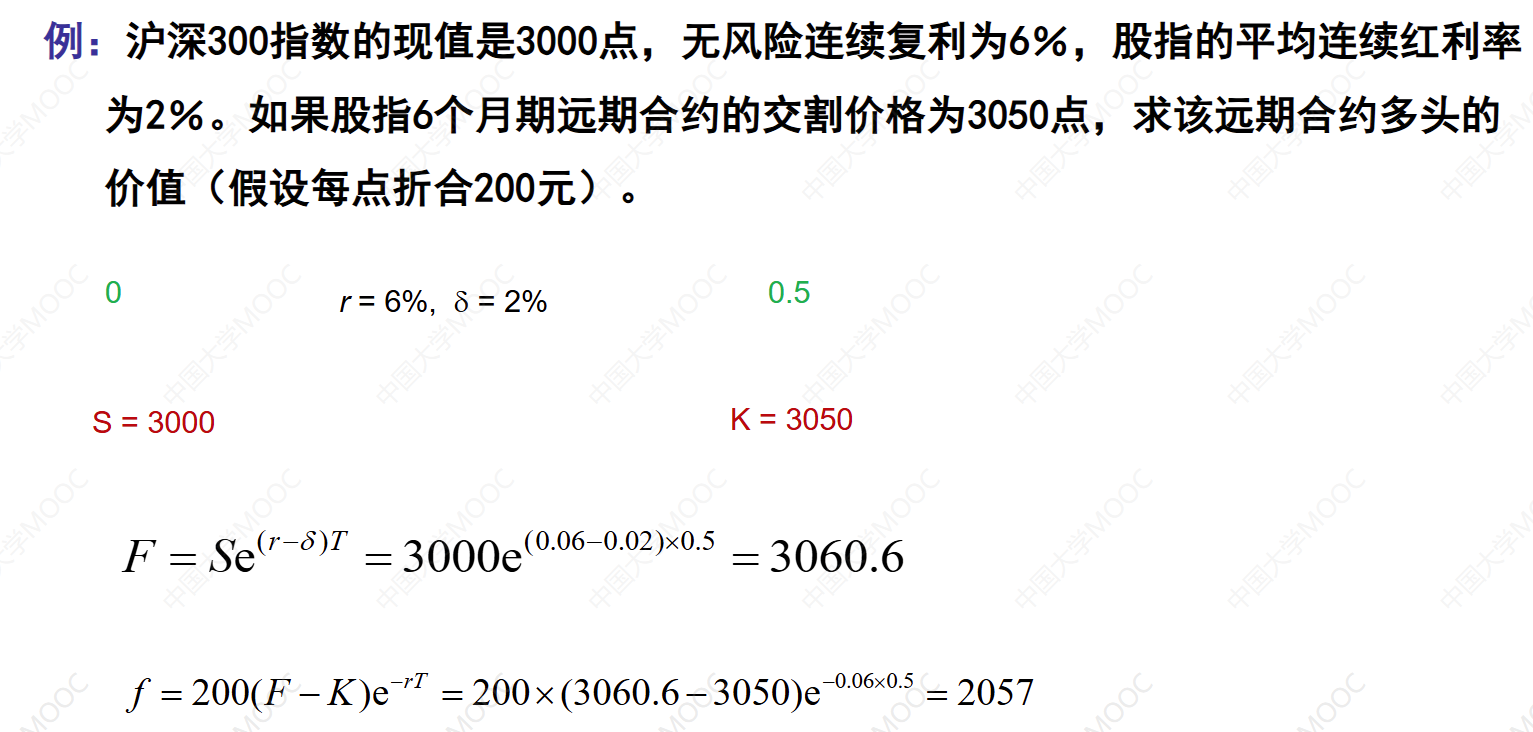 例：沪深300指数的现值是3000点，无风险连续复利为6%，股指的平均连续红利率
为2%。如果股指6个月期远期合约的交割价格为3050点，求该远期合约多头的
价值（假设每点折合200元）。
0 r = 6%, δ = 2% 0.5
S = 3000 K = 3050
F = Se^{(r−δ)T} = 3000e^{(0.06−0.02)×0.5} = 3060.6
f = 200(F − K)e^{−rT} = 200×(3060.6−3050)e^{−0.06×0.5} = 2057
中国大学MOOC